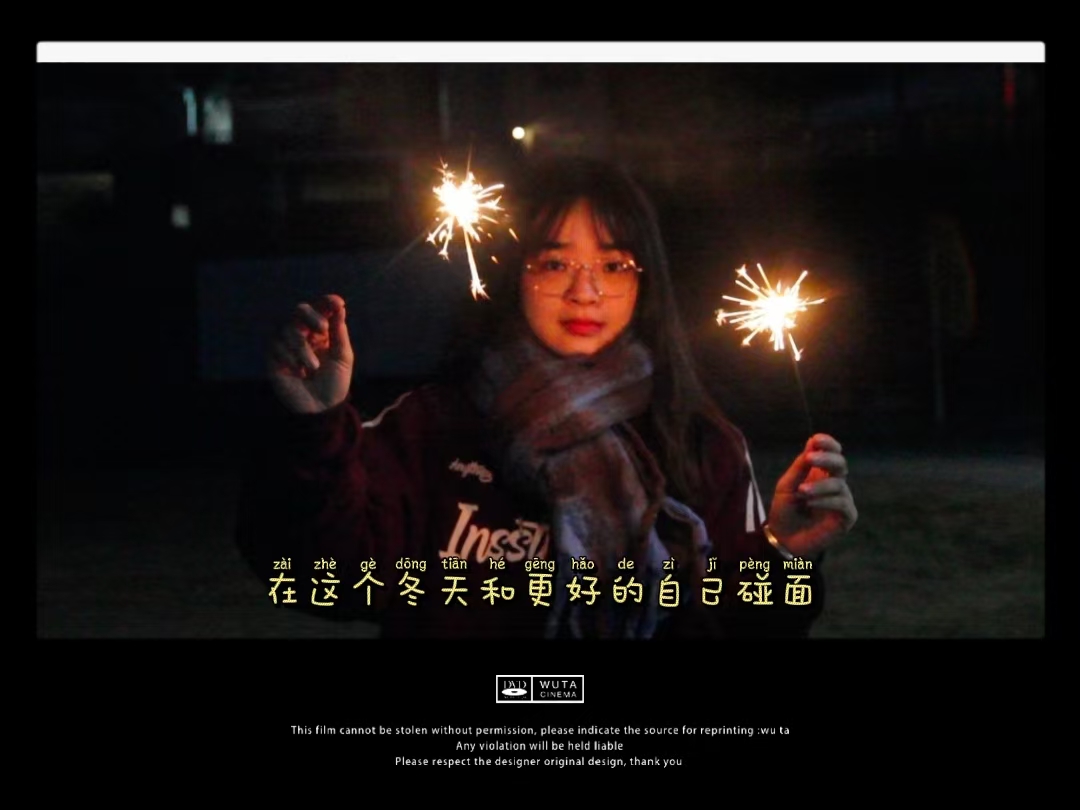 Inss
zài zhè gè dōng tiān hé gēng hǎo de zì jǐ pèng miàn
在这个冬天和更好的自己碰面
DVD
WUTA
CINEMA
This film cannot be stolen without permission, please indicate the source for reprinting :wu ta
Any violation will be held liable
Please respect the designer original design, thank you